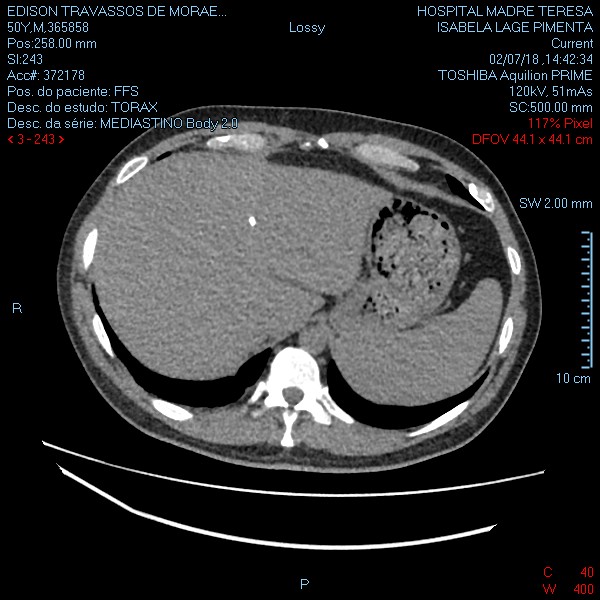 EDISON TRAVASSOS DE MORAE...
50Y,M,365858
Pos:258.00 mm
SI:243
Acc#: 372178
Pos. do paciente: FFS
Desc. do estudo: TORAX
Desc. da série: MEDIASTINO Body 2.0
< 3 - 243 >
Lossy
HOSPITAL MADRE TERESA
ISABELA LAGE PIMENTA
Current
02/07/18 ,14:42:34
TOSHIBA Aquilion PRIME
120kV, 51mAs
SC:500.00 mm
117% Pixel
DFOV 44.1 x 44.1 cm
SW 2.00 mm
R
10 cm
P
C 40
W 400